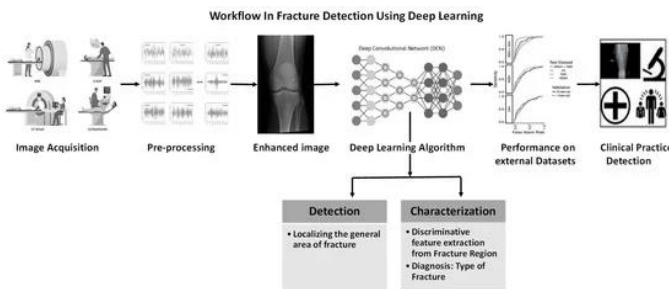 Workflow In Fracture Detection Using Deep Learning
Deep Convolutional Network (DCN)
Image Acquisition
Pre-processing
Enhanced image
Deep Learning Algorithm
Performance on
external Datasets
Clinical Practice
Detection
Detection
• Localizing the general
area of fracture
Characterization
• Discriminative
feature extraction
from Fracture Region
• Diagnosis: Type of
Fracture